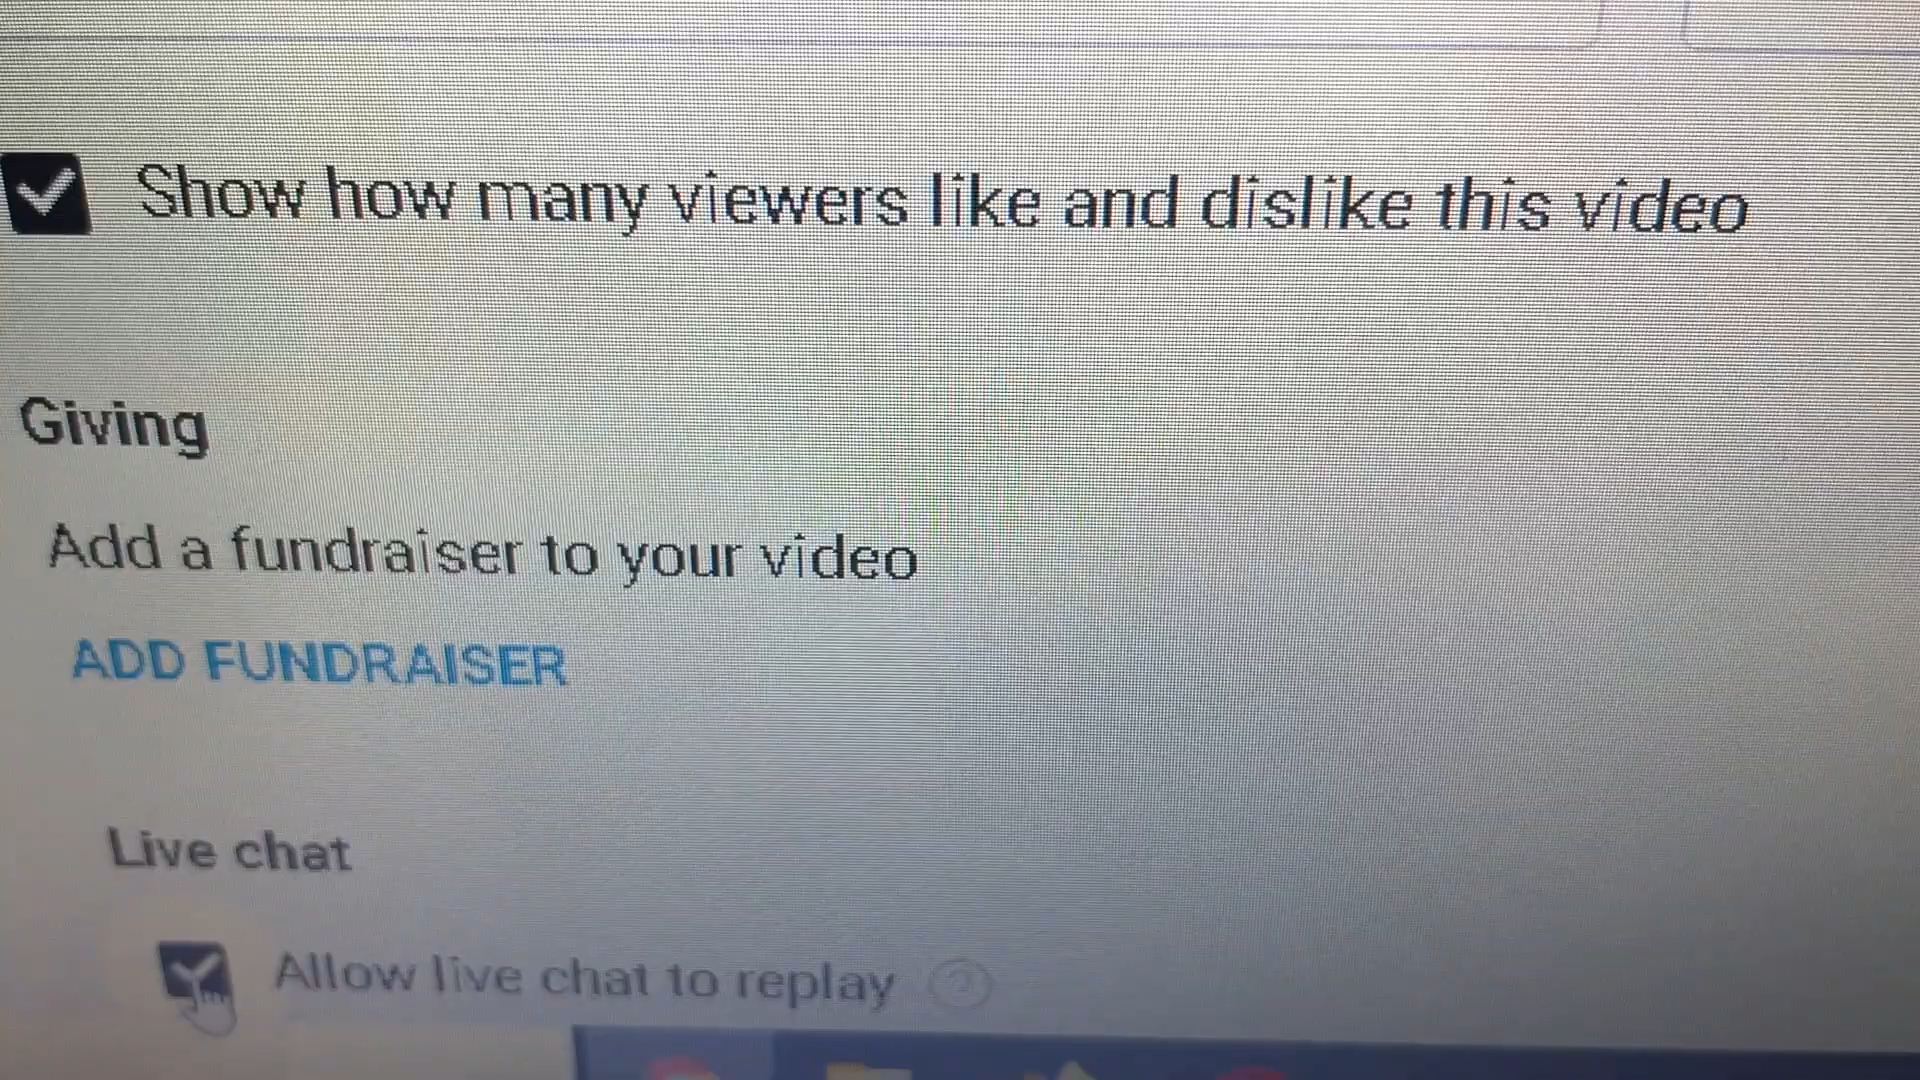 Show how many viewers like and dislike this video
Giving
Add a fundraiser to your video
ADD FUNDRAISER
Live chat
Allow live chat to replay